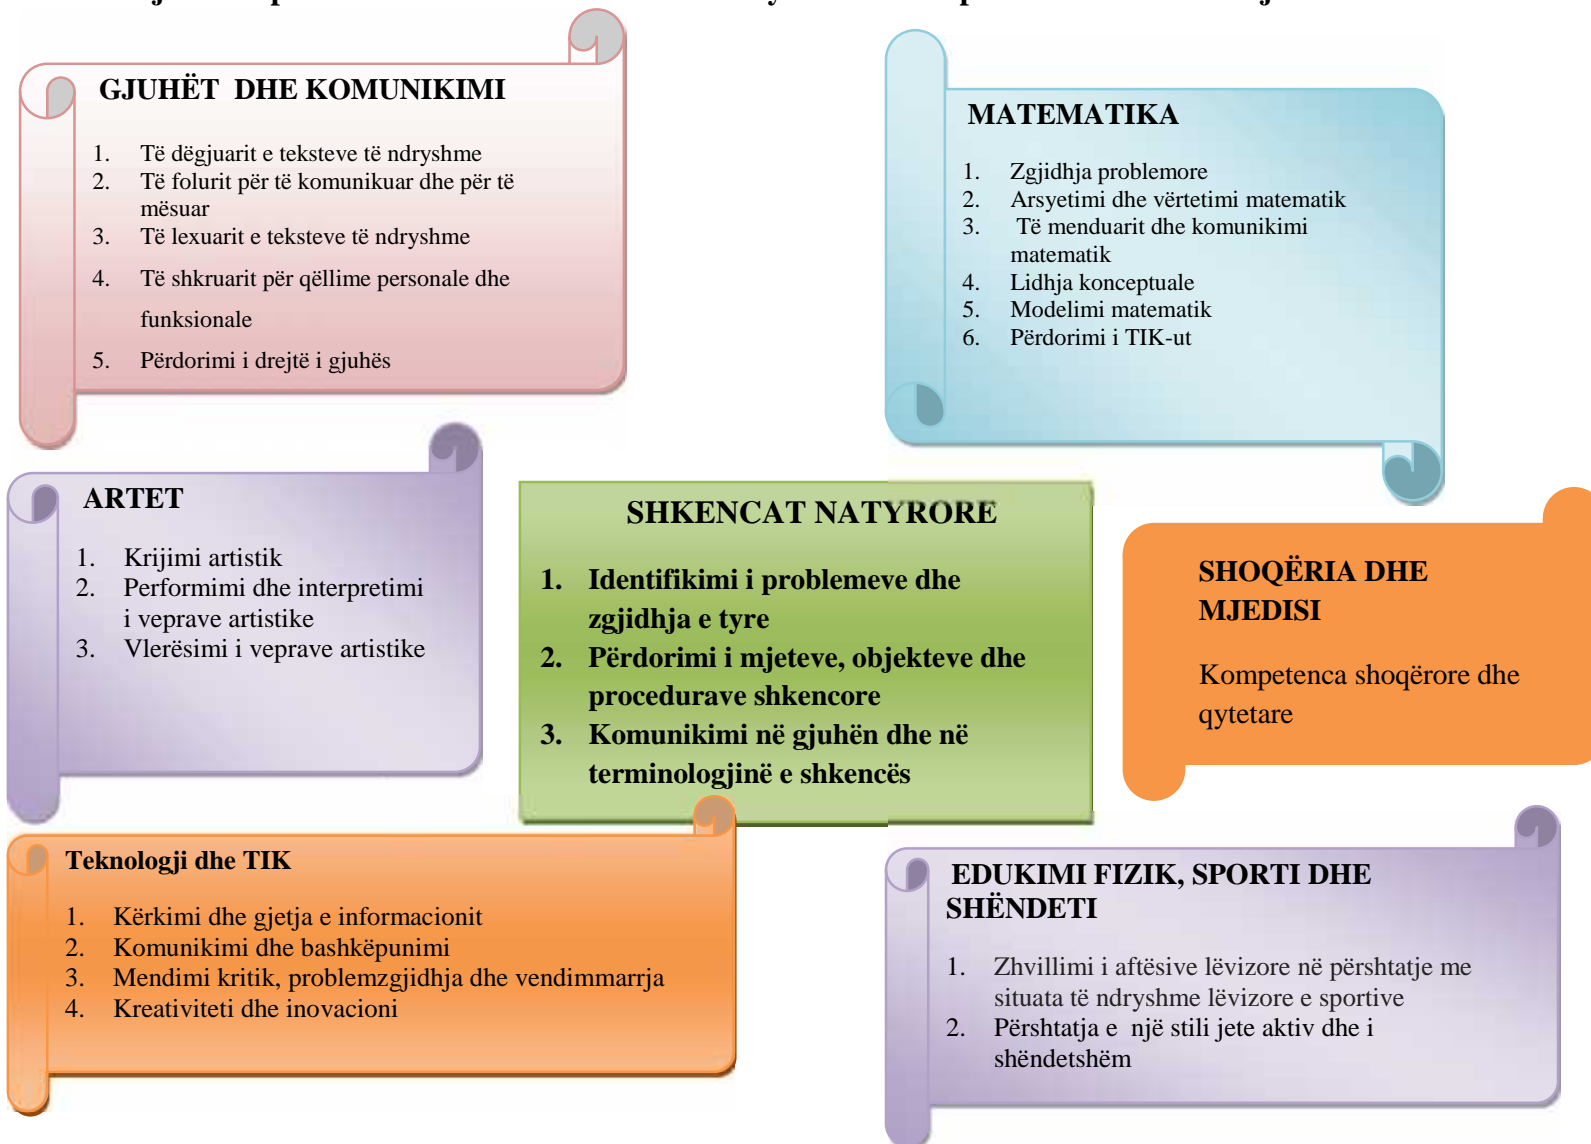 GJUHËT DHE KOMUNIKIMI
1. Të dëgjuarit e teksteve të ndryshme
2. Të folurit për të komunikuar dhe për të
mësuar
3. Të lexuarit e teksteve të ndryshme
4. Të shkruarit për qëllime personale dhe
funksionale
5. Përdorimi i drejtë i gjuhës
MATEMATIKA
1. Zgjidhja problemore
2. Arsyetimi dhe vërtetimi matematik
3. Të menduarit dhe komunikimi
matematik
4. Lidhja konceptuale
5. Modelimi matematik
6. Përdorimi i TIK-ut
ARTET
1. Krijimi artistik
2. Performimi dhe interpretimi
i veprave artistike
3. Vlerësimi i veprave artistike
SHKENCAT NATYRORE
1. Identifikimi i problemeve dhe
zgjidhja e tyre
2. Përdorimi i mjeteve, objekteve dhe
procedurave shkencore
3. Komunikimi në gjuhën dhe në
terminologjinë e shkencës
SHOQËRIA DHE
MJEDISI
Kompetenca shoqërore dhe
qytetare
Teknologji dhe TIK
1. Kërkimi dhe gjetja e informacionit
2. Komunikimi dhe bashkëpunimi
3. Mendimi kritik, problemzgjidhja dhe vendimmarrja
4. Kreativiteti dhe inovacioni
EDUKIMI FIZIK, SPORTI DHE
SHËNDETI
1. Zhvillimi i aftësive lëvizore në përshtatje me
situata të ndryshme lëvizore e sportive
2. Përshtatja e një stili jete aktiv dhe i
shëndetshëm